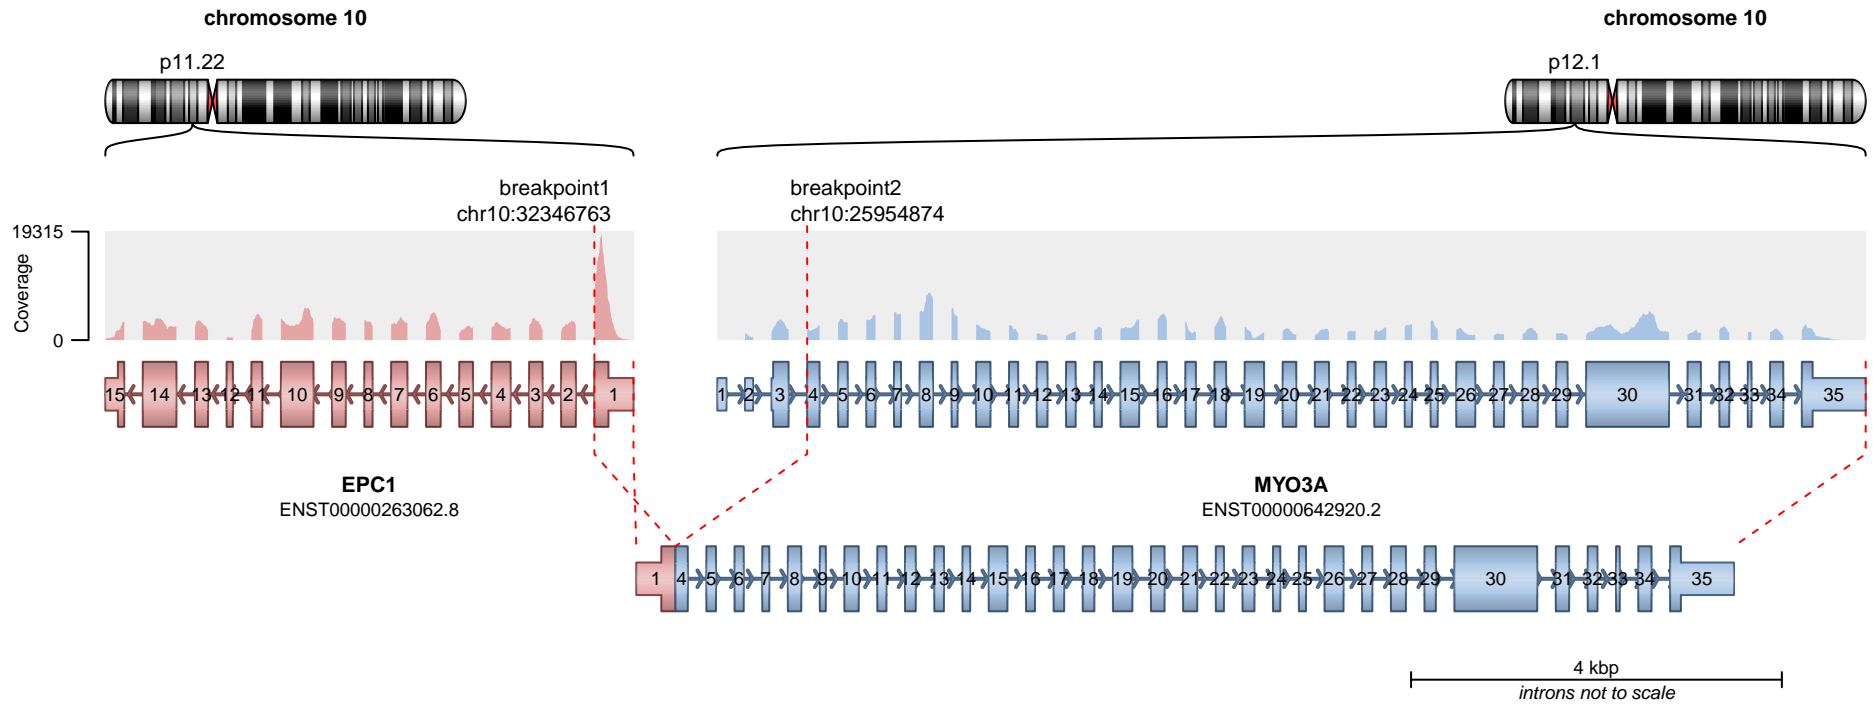 chromosome 10
chromosome 10
p11.22
p12.1
breakpoint1
chr10:32346763
breakpoint2
chr10:25954874
19315
Coverage
0
15 14 13 12 11 10 9 8 7 6 5 4 3 2 1
1 2 3 4 5 6 7 8 9 10 11 12 13 14 15 16 17 18 19 20 21 22 23 24 25 26 27 28 29 30 31 32 33 34 35
EPC1
ENST00000263062.8
MYO3A
ENST00000642920.2
1 4 5 6 7 8 9 10 11 12 13 14 15 16 17 18 19 20 21 22 23 24 25 26 27 28 29 30 31 32 33 34 35
4 kbp
introns not to scale